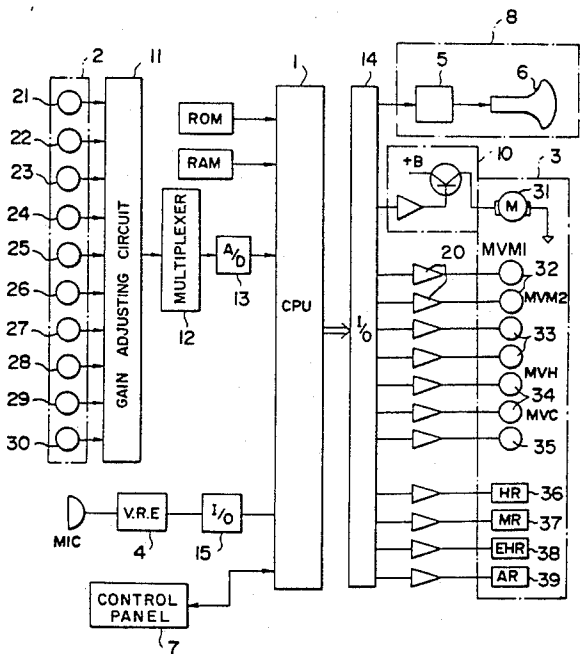 2
11
1
14
8
5
6
21
22
23
24
25
26
27
28
29
30
GAIN ADJUSTING CIRCUIT
ROM
RAM
MULTIPLEXER
12
A/D
13
CPU
I/O
+B
10
3
31
M
20
MVM1
32
MVM2
33
MVH
34
MVC
35
HR
36
MR
37
EHR
38
AR
39
MIC
V.R.E
4
I/O
15
CONTROL
PANEL
7